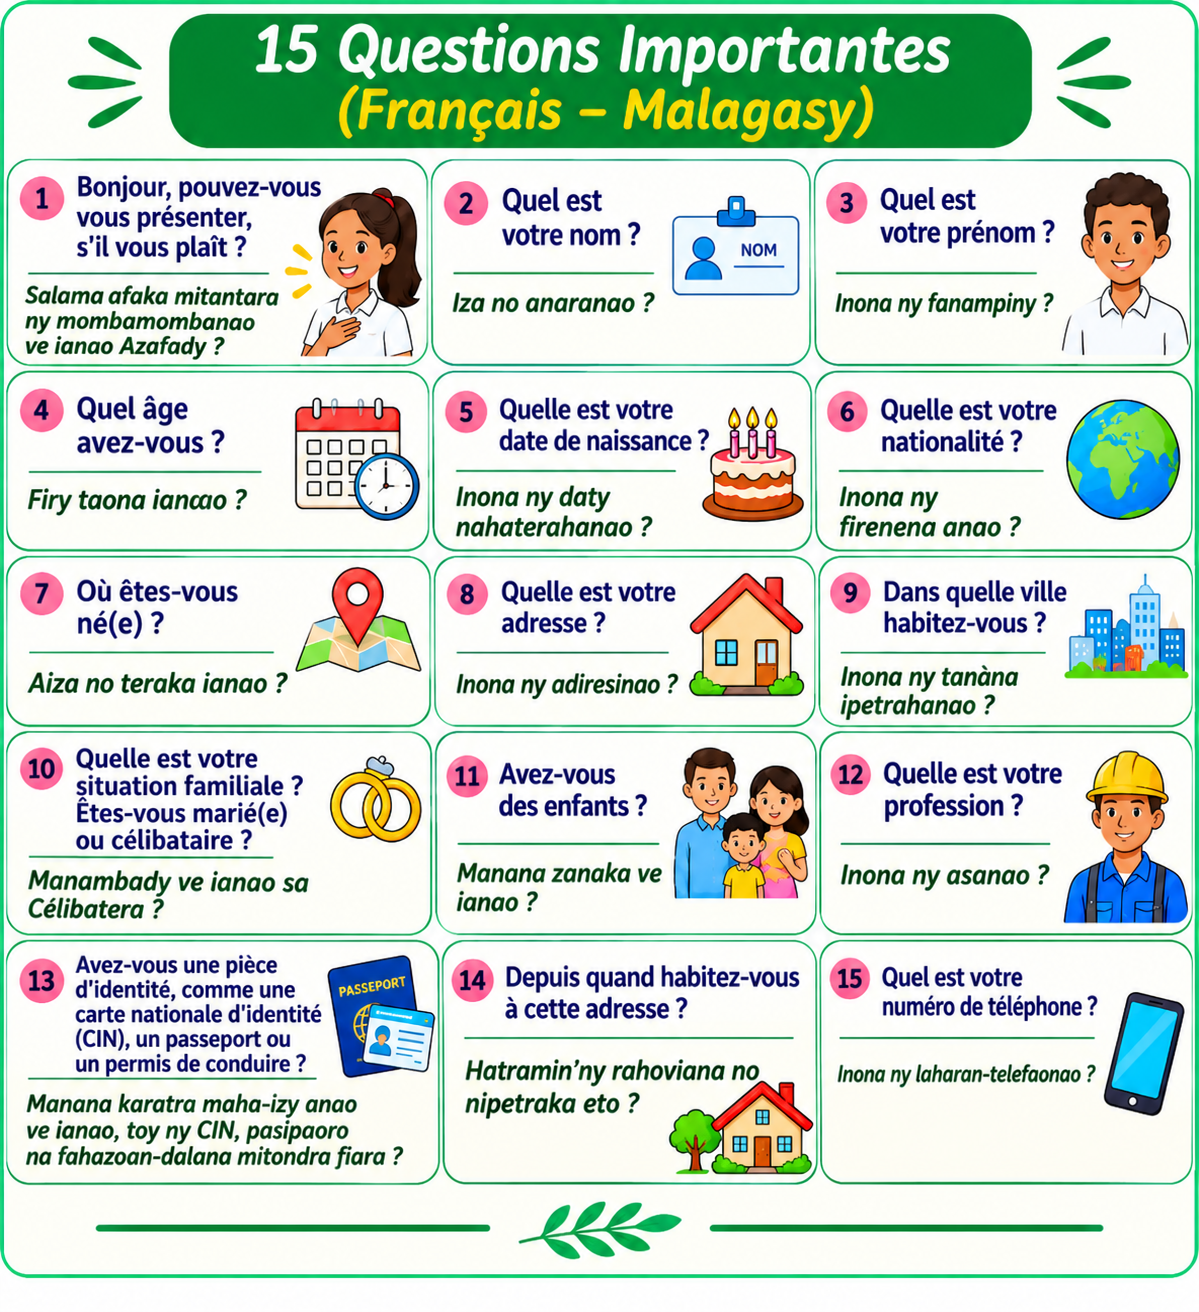 15 Questions Importantes
(Français – Malagasy)
1
Bonjour, pouvez-vous
vous présenter,
s'il vous plaît ?
Salama afaka mitantara
ny mombamombanao
ve ianao Azafady ?
2
Quel est
votre nom ?
NOM
Iza no anaranao ?
3
Quel est
votre prénom ?
Inona ny fanampiny ?
4
Quel âge
avez-vous ?
Firy taona iancao ?
5
Quelle est votre
date de naissance ?
Inona ny daty
nahaterahanao ?
6
Quelle est votre
nationalité ?
Inona ny
firenena anao ?
7
Où êtes-vous
né(e) ?
Aiza no teraka ianao ?
8
Quelle est votre
adresse ?
Inona ny adiresinao ?
9
Dans quelle ville
habitez-vous ?
Inona ny tanàna
ipetrahanao ?
10
Quelle est votre
situation familiale ?
Êtes-vous marié(e)
ou célibataire ?
Manambady ve ianao sa
Célibatera ?
11
Avez-vous
des enfants ?
Manana zanaka ve
ianao ?
12
Quelle est votre
profession ?
Inona ny asanao ?
13
Avez-vous une pièce
d'identité, comme une
carte nationale d'identité
(CIN), un passeport ou
un permis de conduire ?
PASSEPORT
Manana karatra maha-izy anao
ve ianao, toy ny CIN, pasipaoro
na fahazoan-dalana mitondra fiara ?
14
Depuis quand habitez-vous
à cette adresse ?
Hatramin'ny rahoviana no
nipetraka eto ?
15
Quel est votre
numéro de téléphone ?
Inona ny laharan-telefaonao ?